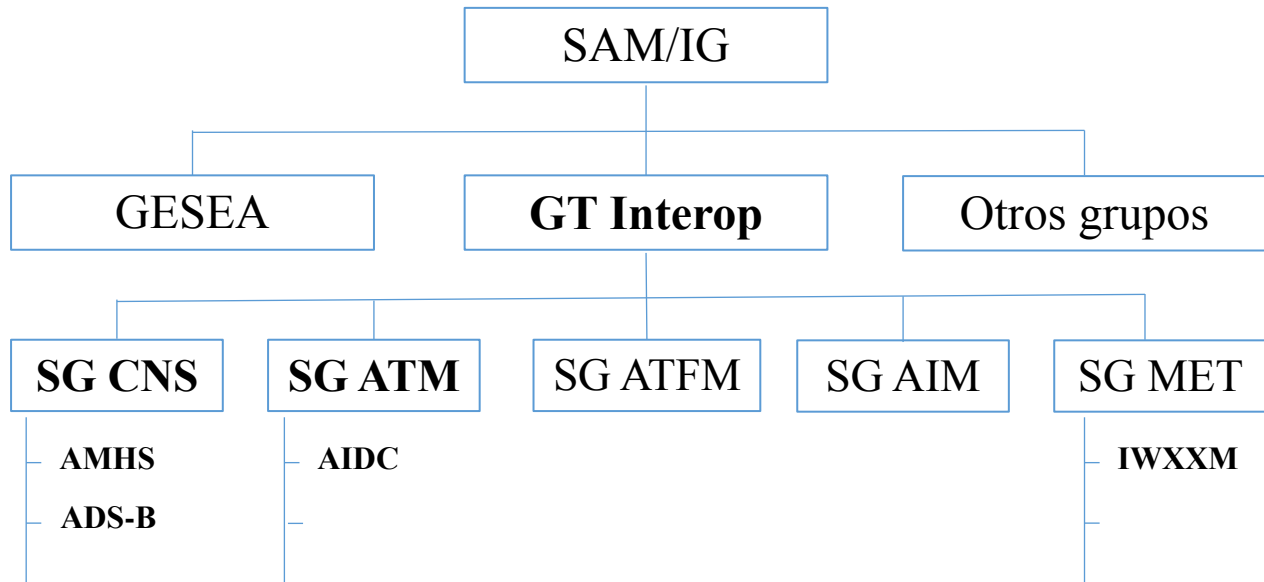 SAM/IG
GESEA
GT Interop
Otros grupos
SG CNS
SG ATM
SG ATFM
SG AIM
SG MET
AMHS
AIDC
IWXXM
ADS-B